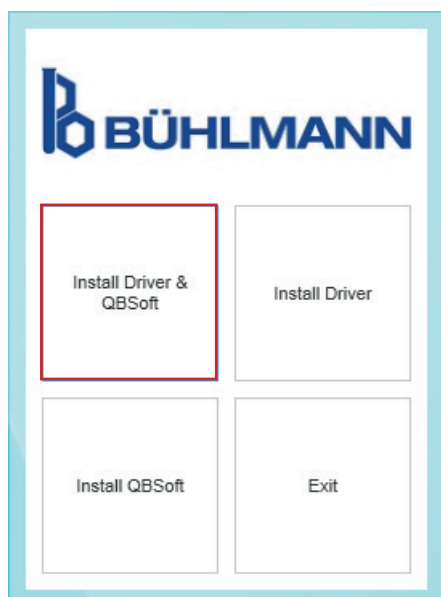 BÜHLMANN
Install Driver &
QBSoft
Install Driver
Install QBSoft
Exit